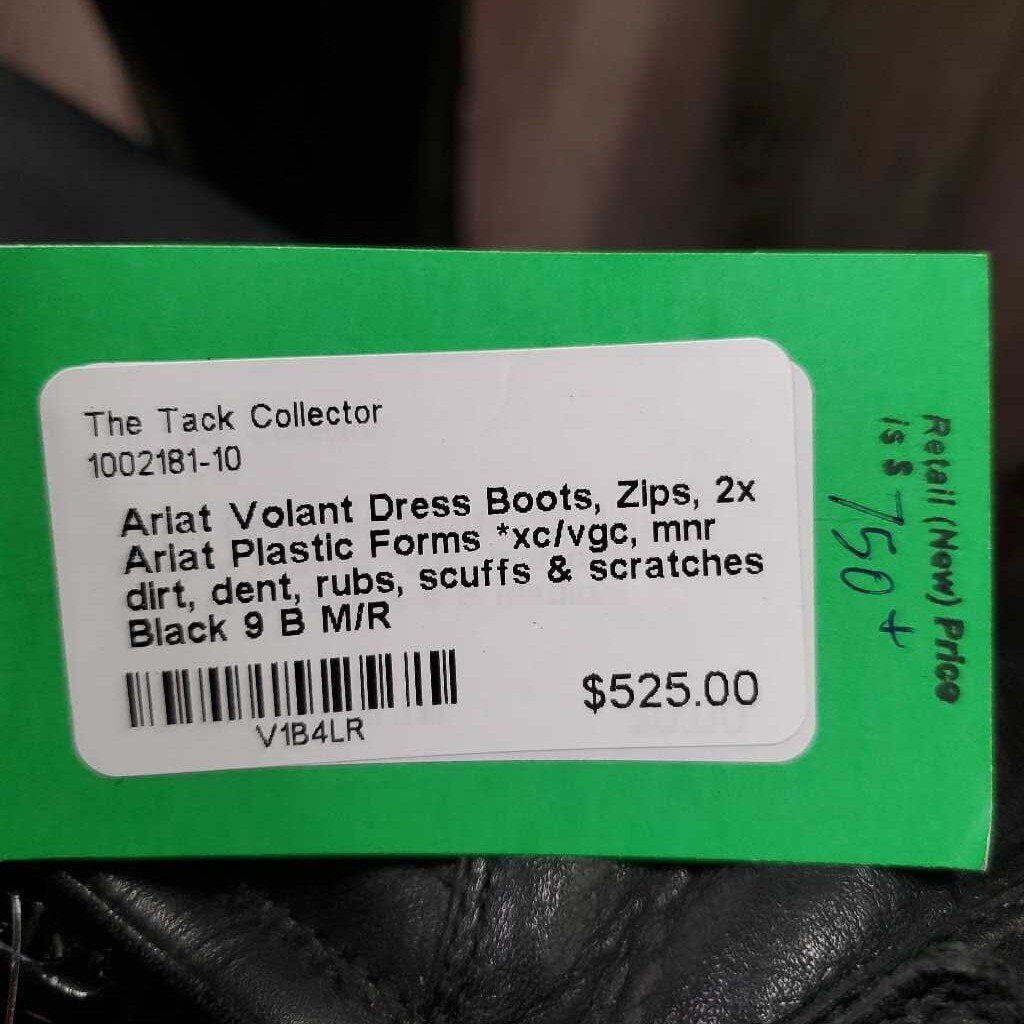 The Tack Collector
1002181-10
Ariat Volant Dress Boots, Zips, 2x
Ariat Plastic Forms *xc/vgc, mnr
dirt, dent, rubs, scuffs & scratches
Black 9 B M/R
V1B4LR
$525.00
Retail (New) Price
is $ 750+